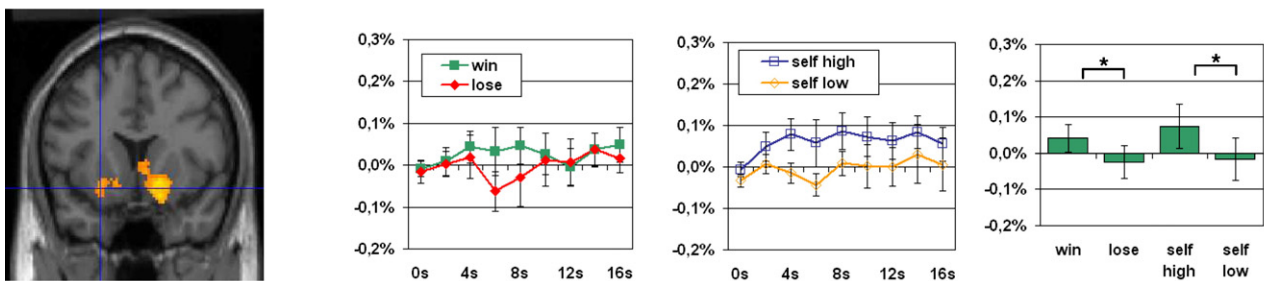 0,3%
0,2%
0,1%
0,0%
-0,1%
-0,2%
win
lose
0s 4s 8s 12s 16s
0,3%
0,2%
0,1%
0,0%
-0,1%
-0,2%
self high
self low
0s 4s 8s 12s 16s
0,3%
0,2%
0,1%
0,0%
-0,1%
-0,2%
* *
win lose self self
high low